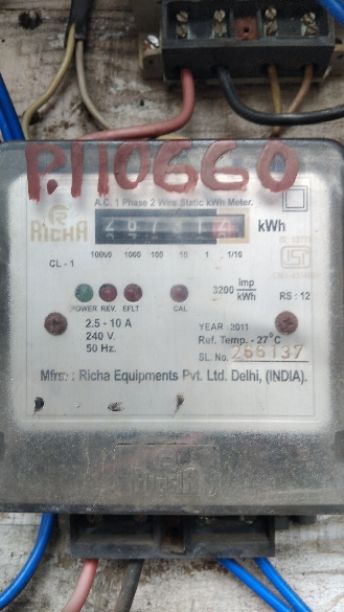 P.110660
A.C. 1 Phase 2 Wire Static kWh Meter.
RICHA
kWh
10000 1000 100 10 1 1/10
CL - 1
3200 Imp/kWh
RS : 12
POWER REV. EFLT CAL
2.5 - 10 A
240 V.
50 Hz.
YEAR : 2011
Ref. Temp. - 27°C
SL. No. 266137
Mfrs. : Richa Equipments Pvt. Ltd. Delhi, (INDIA).
RICHA